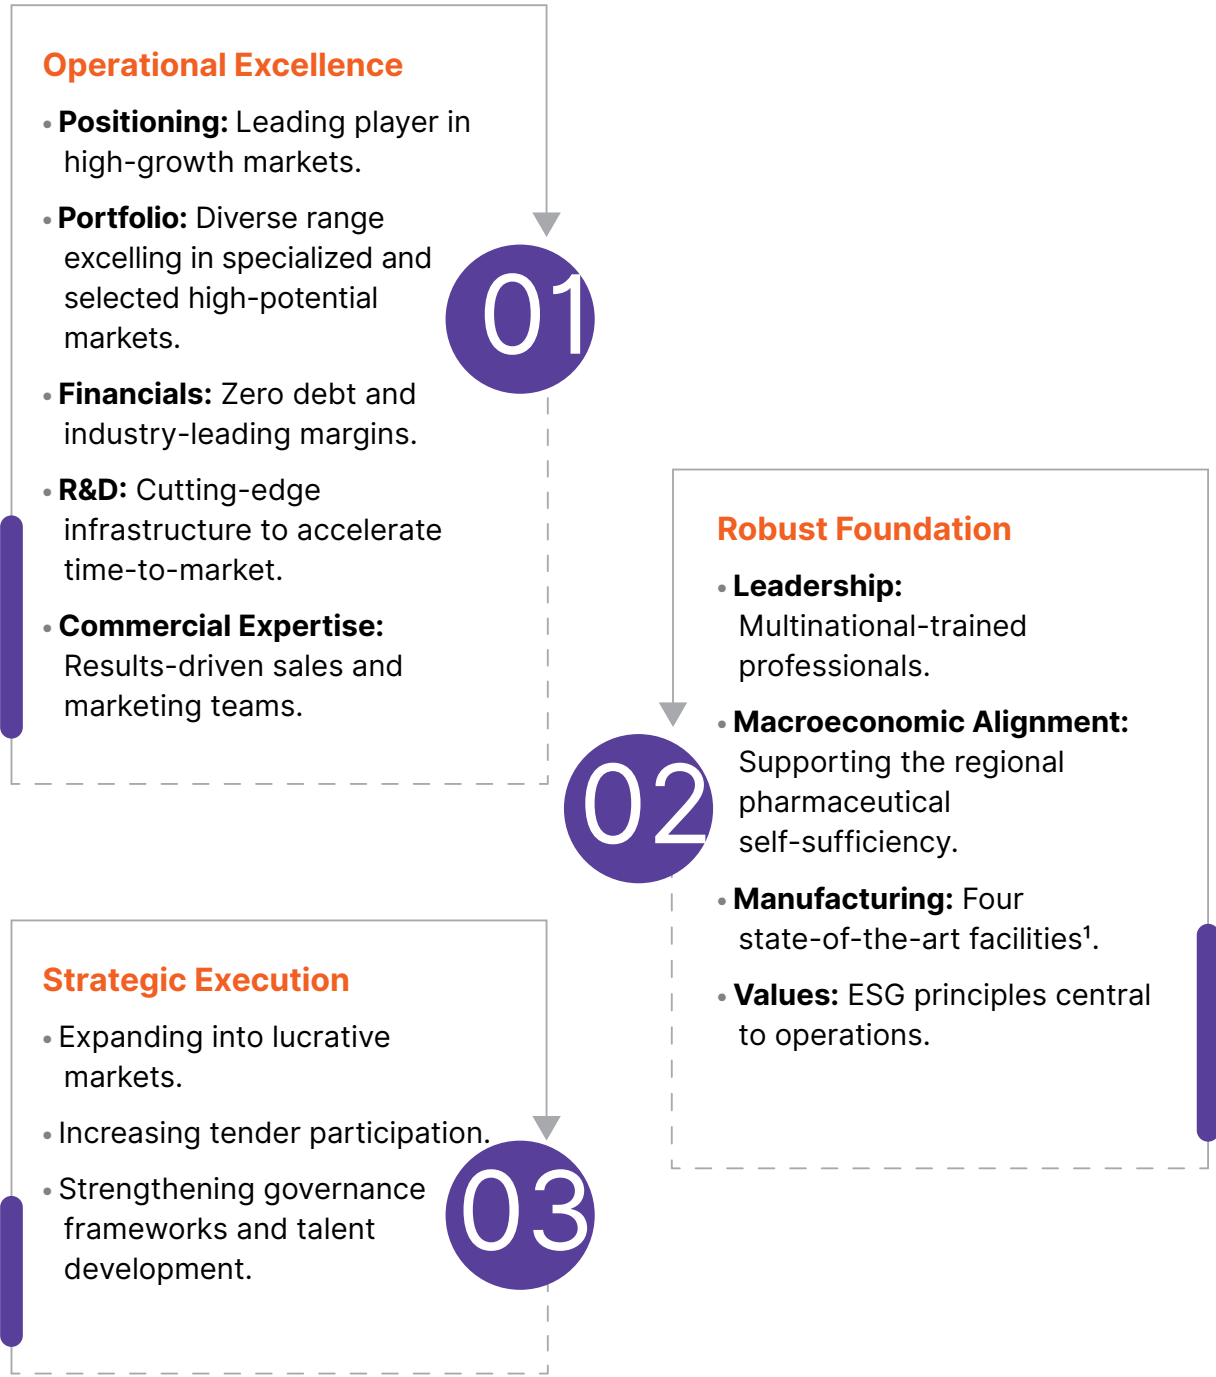 Operational Excellence
• Positioning: Leading player in
high-growth markets.
• Portfolio: Diverse range
excelling in specialized and
selected high-potential
markets.
• Financials: Zero debt and
industry-leading margins.
• R&D: Cutting-edge
infrastructure to accelerate
time-to-market.
• Commercial Expertise:
Results-driven sales and
marketing teams.
01
Robust Foundation
• Leadership:
Multinational-trained
professionals.
• Macroeconomic Alignment:
Supporting the regional
pharmaceutical
self-sufficiency.
• Manufacturing: Four
state-of-the-art facilities¹.
• Values: ESG principles central
to operations.
02
Strategic Execution
• Expanding into lucrative
markets.
• Increasing tender participation.
• Strengthening governance
frameworks and talent
development.
03